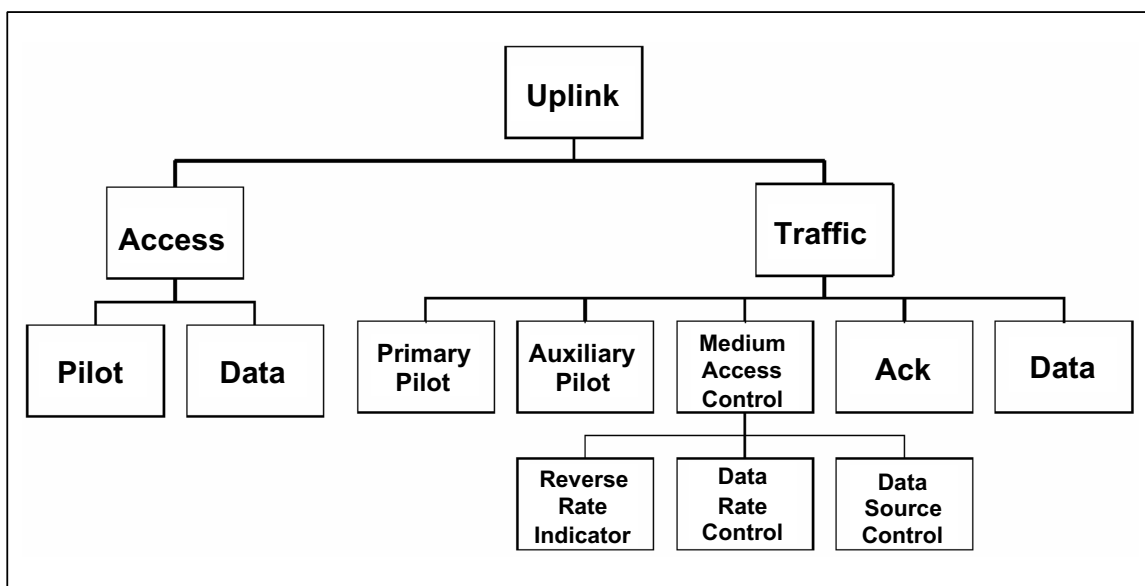 Uplink
Access
Traffic
Pilot
Data
Primary
Pilot
Auxiliary
Pilot
Medium
Access
Control
Ack
Data
Reverse
Rate
Indicator
Data
Rate
Control
Data
Source
Control